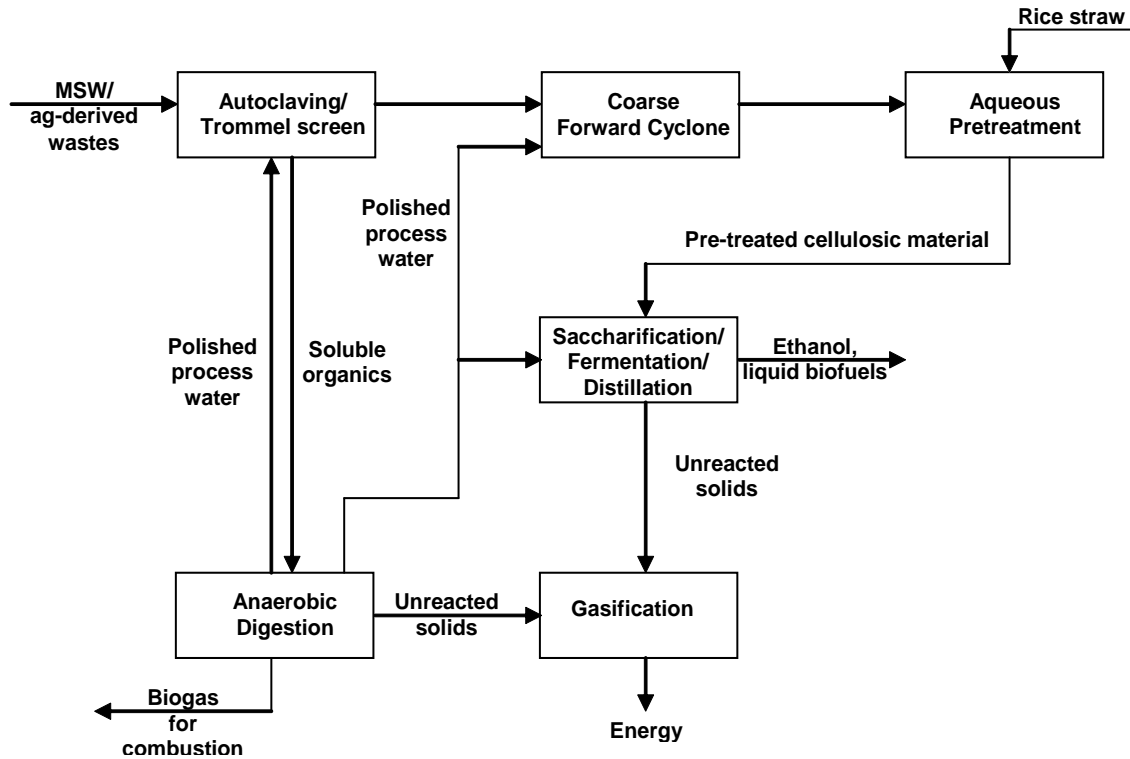 Rice straw
MSW/
ag-derived
wastes
Autoclaving/
Trommel screen
Coarse
Forward Cyclone
Aqueous
Pretreatment
Polished
process
water
Pre-treated cellulosic material
Polished
process
water
Soluble
organics
Saccharification/
Fermentation/
Distillation
Ethanol,
liquid biofuels
Unreacted
solids
Anaerobic
Digestion
Unreacted
solids
Gasification
Biogas
for
combustion
Energy